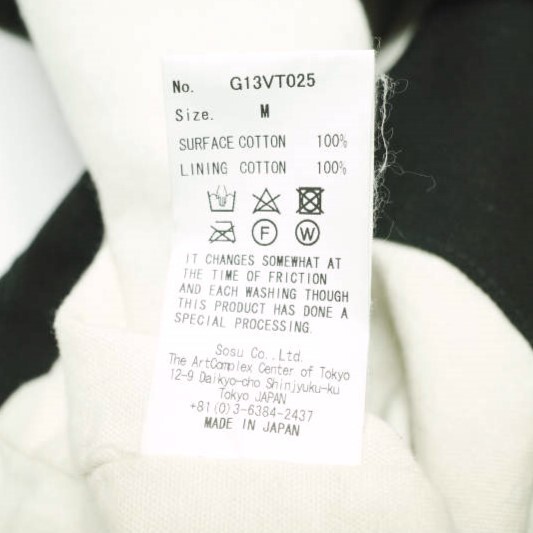 No. G13VT025
Size. M
SURFACE COTTON 100%
LINING COTTON 100%
F W
IT CHANGES SOMEWHAT AT
THE TIME OF FRICTION
AND EACH WASHING THOUGH
THIS PRODUCT HAS DONE A
SPECIAL PROCESSING.
Sosu Co.,Ltd.
The ArtComplex Center of Tokyo
12-9 Daikyo-cho Shinjyuku-ku
Tokyo JAPAN
+81(0)3-6384-2437
MADE IN JAPAN